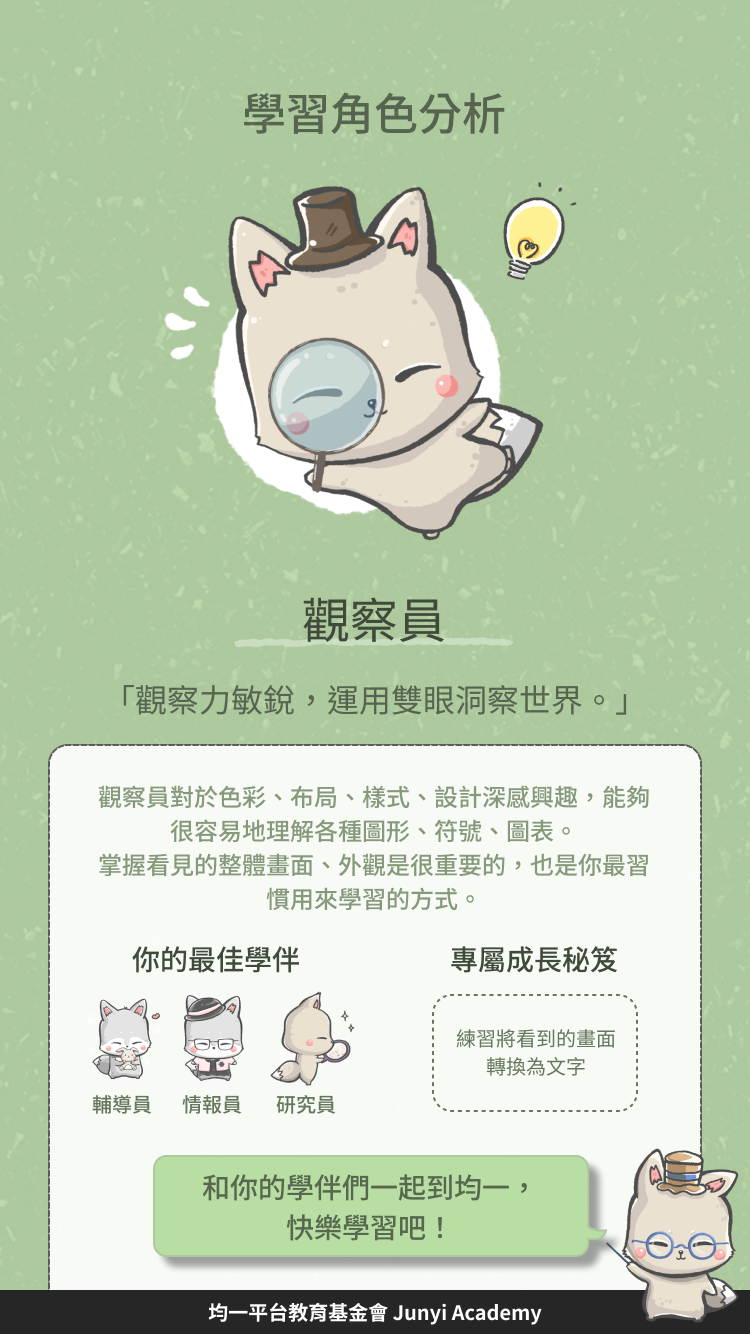 學習角色分析
觀察員
「觀察力敏銳，運用雙眼洞察世界。」
觀察員對於色彩、布局、樣式、設計深感興趣，能夠
很容易地理解各種圖形、符號、圖表。
掌握看見的整體畫面、外觀是很重要的，也是你最習
慣用來學習的方式。
你的最佳學伴
輔導員
情報員
研究員
專屬成長秘笈
練習將看到的畫面
轉換為文字
和你的學伴們一起到均一，
快樂學習吧！
均一平台教育基金會 Junyi Academy